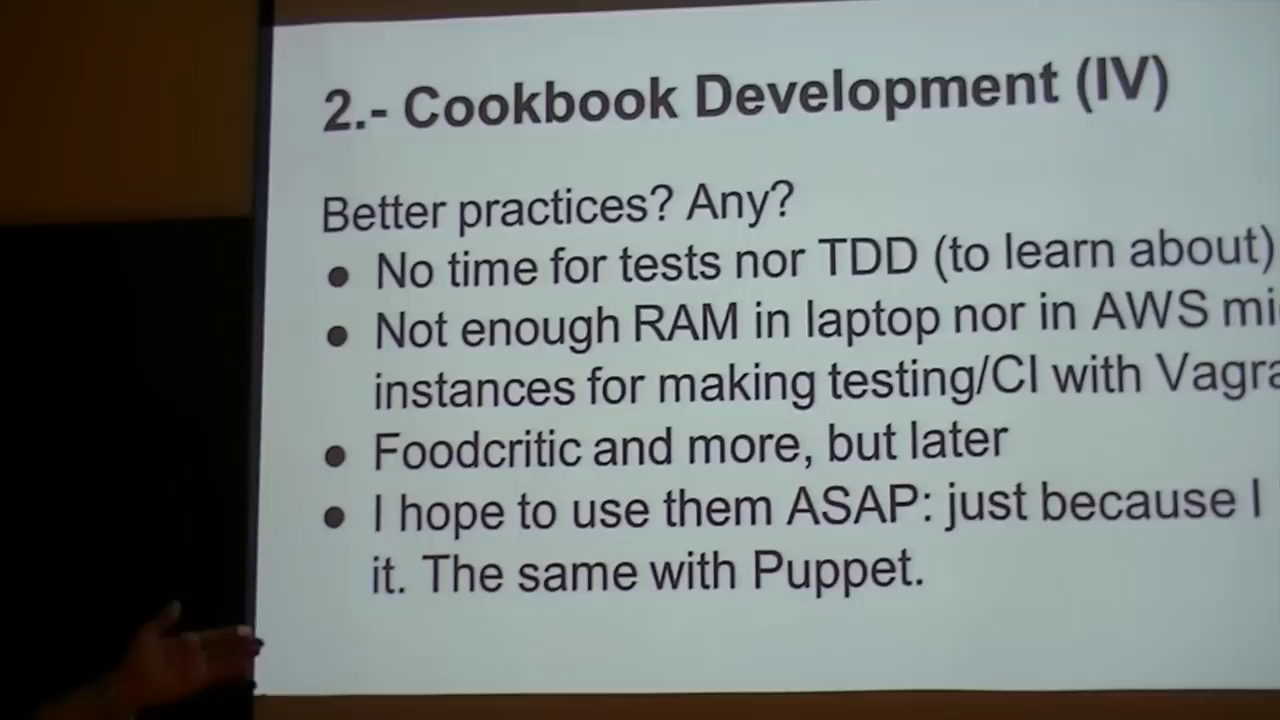 2.- Cookbook Development (IV)
Better practices? Any?
● No time for tests nor TDD (to learn about)
● Not enough RAM in laptop nor in AWS
instances for making testing/CI with
● Foodcritic and more, but later
● I hope to use them ASAP: just because I
it. The same with Puppet.